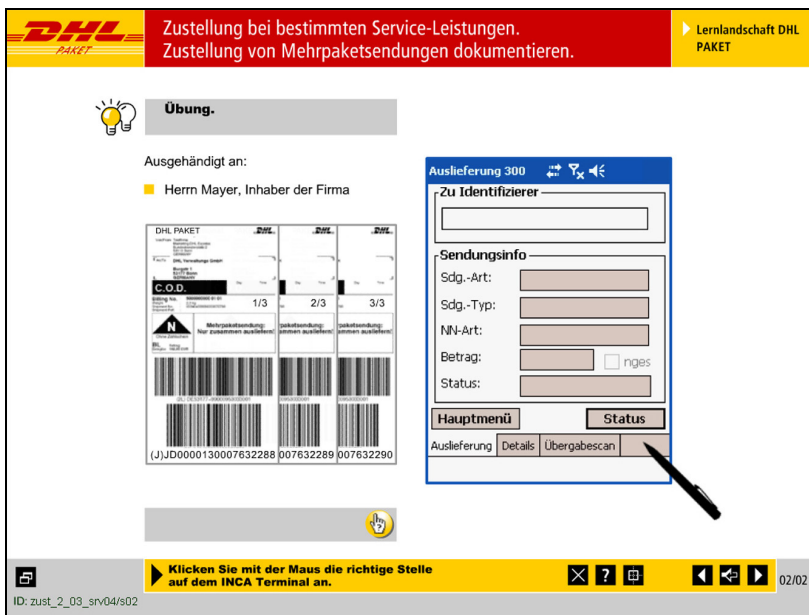 DHL
PAKET
Zustellung bei bestimmten Service-Leistungen.
Zustellung von Mehrpaketsendungen dokumentieren.
Lernlandschaft DHL
PAKET
Übung.
Ausgehändigt an:
Herrn Mayer, Inhaber der Firma
DHL PAKET
C.O.D.
1/3
2/3
3/3
N
Mehrpaketsendung:
Nur zusammen ausliefern!
paketsendung:
ammen ausliefern!
paketsendung:
ammen ausliefern!
(J)JD00001300076322​88
007632289
007632290
Auslieferung 300
Zu Identifizierer
Sendungsinfo
Sdg.-Art:
Sdg.-Typ:
NN-Art:
Betrag:
nges
Status:
Hauptmenü
Status
Auslieferung
Details
Übergabescan
Klicken Sie mit der Maus die richtige Stelle
auf dem INCA Terminal an.
02/02
ID: zust_2_03_srv04/s02